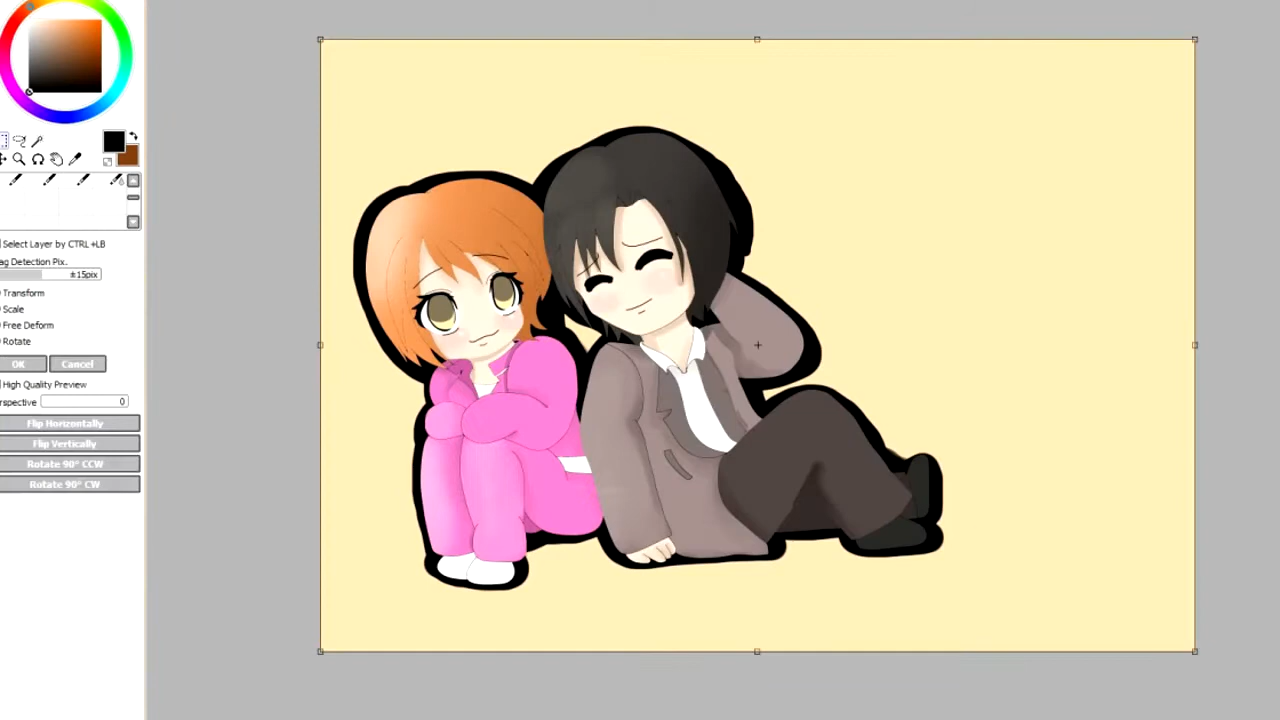 Select Layer by CTRL+LB
ag Detection Pix.
±15pix
Transform
Scale
Free Deform
Rotate
OK
Cancel
High Quality Preview
rspective
0
Flip Horizontally
Flip Vertically
Rotate 90° CCW
Rotate 90° CW